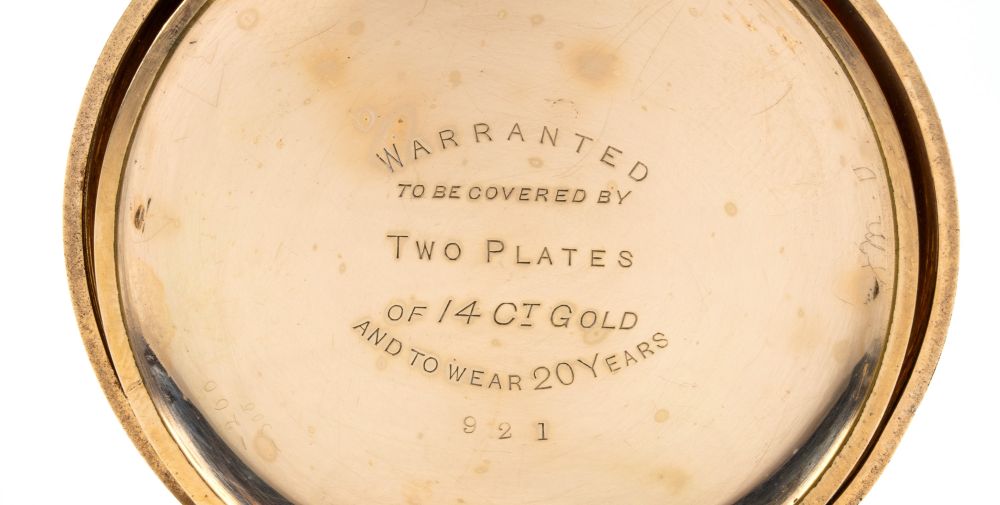 WARRANTED
TO BE COVERED BY
TWO PLATES
OF 14 CT GOLD
AND TO WEAR 20 YEARS
921